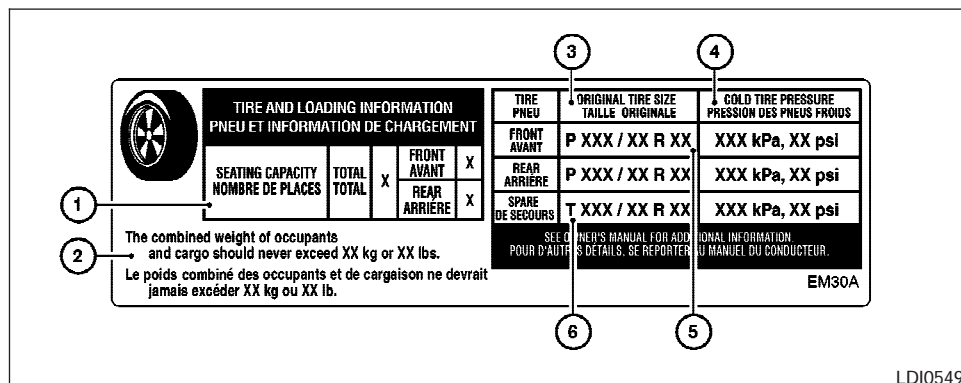 3
4
TIRE AND LOADING INFORMATION
PNEU ET INFORMATION DE CHARGEMENT
SEATING CAPACITY
NOMBRE DE PLACES
TOTAL
TOTAL
X
FRONT
AVANT
X
REAR
ARRIÈRE
X
TIRE
PNEU
ORIGINAL TIRE SIZE
TAILLE ORIGINALE
COLD TIRE PRESSURE
PRESSION DES PNEUS FROIDS
FRONT
AVANT
P XXX / XX R XX
XXX kPa, XX psi
REAR
ARRIÈRE
P XXX / XX R XX
XXX kPa, XX psi
SPARE
DE SECOURS
T XXX / XX R XX
XXX kPa, XX psi
SEE OWNER'S MANUAL FOR ADDITIONAL INFORMATION.
POUR D'AUTRES DÉTAILS, SE REPORTER AU MANUEL DU CONDUCTEUR.
1
2
The combined weight of occupants
and cargo should never exceed XX kg or XX lbs.
Le poids combiné des occupants et de cargaison ne devrait
jamais excéder XX kg ou XX lb.
EM30A
6
5
LDI0549